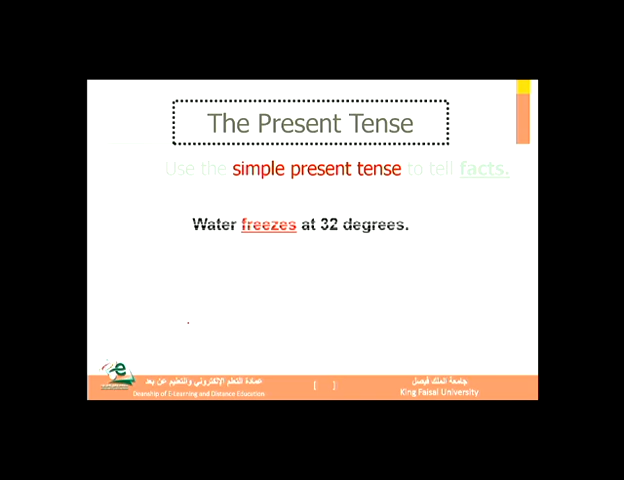 The Present Tense
Use the simple present tense to tell facts.
Water freezes at 32 degrees.
عمادة التعلم الإلكتروني والتعليم عن بعد
Deanship of E-Learning and Distance Education
[ ]
جامعة الملك فيصل
King Faisal University